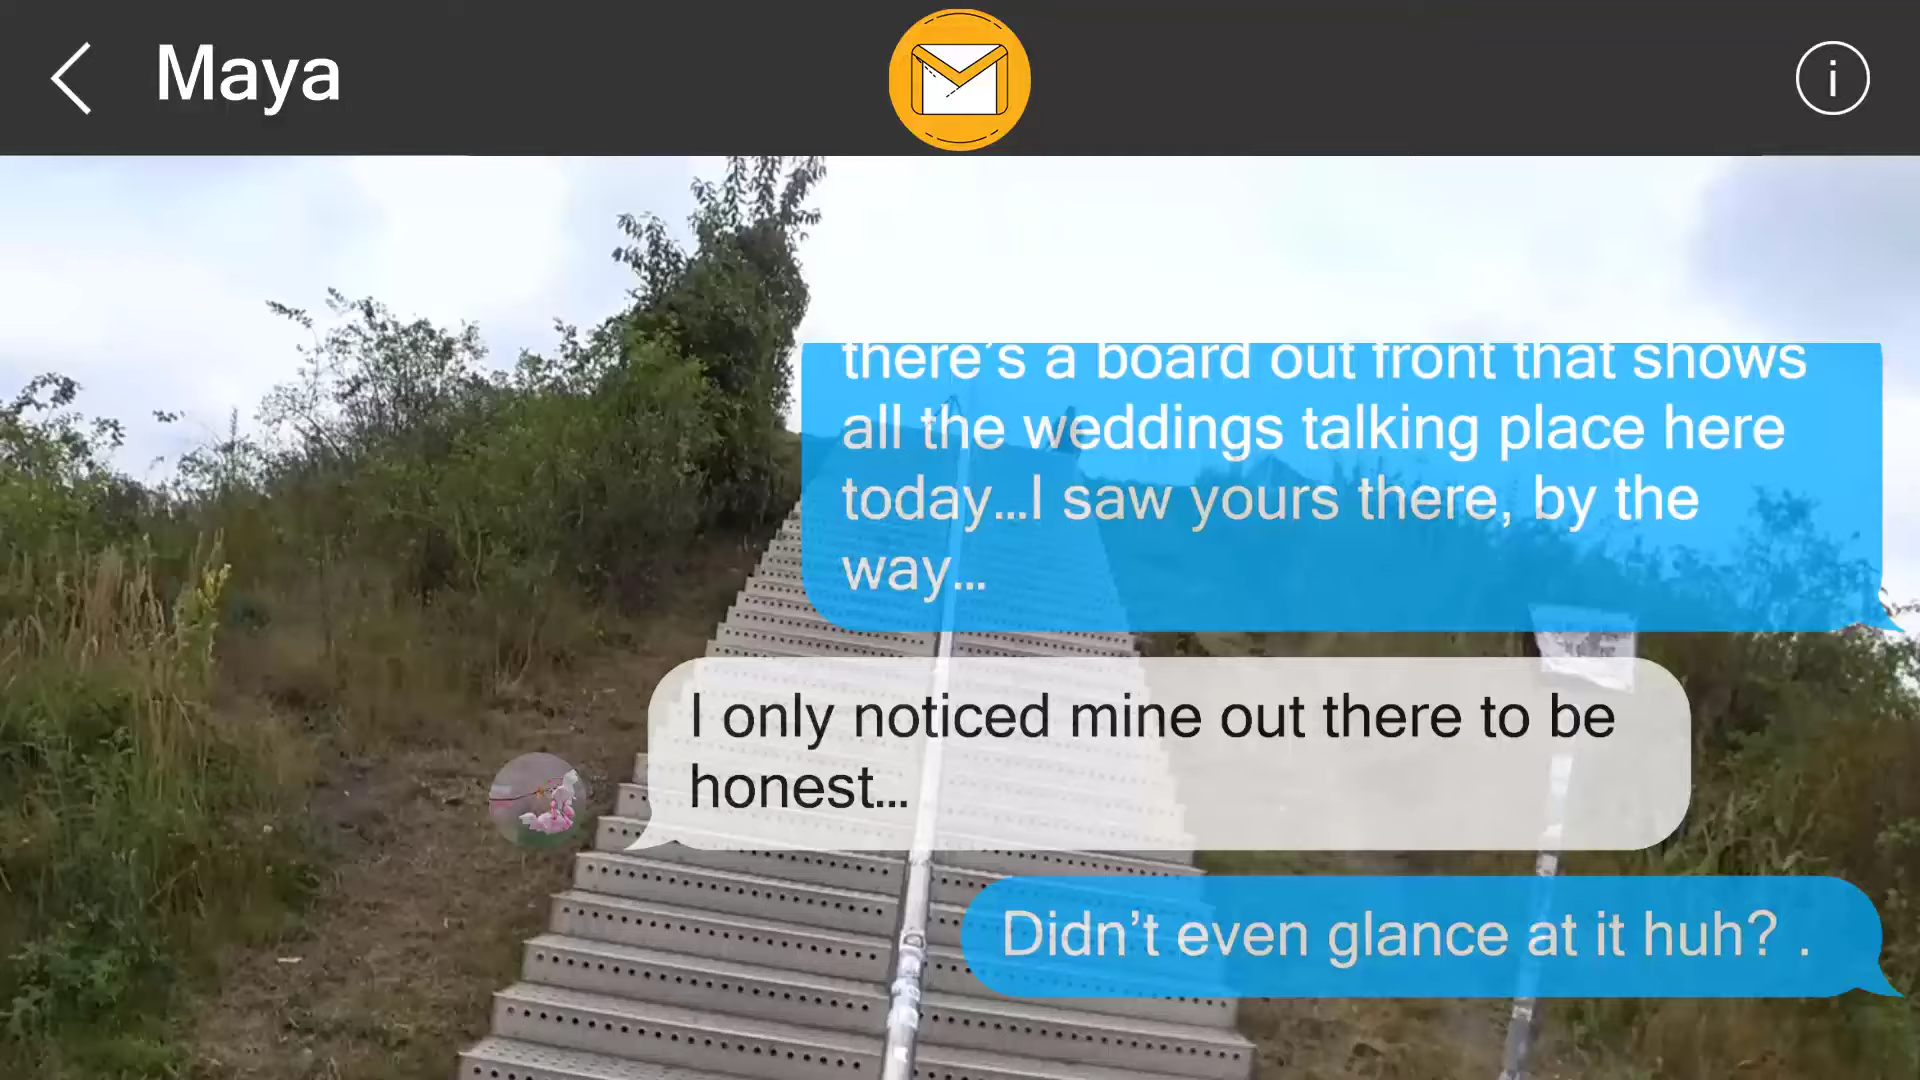 Maya
there's a board out front that shows
all the weddings talking place here
today...I saw yours there, by the
way...
I only noticed mine out there to be
honest...
Didn't even glance at it huh? .